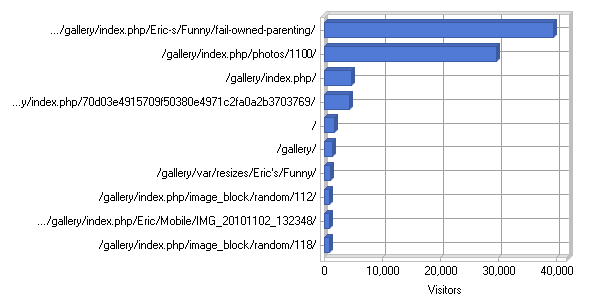 .../gallery/index.php/Eric-s/Funny/fail-owned-parenting/
/gallery/index.php/photos/1100/
/gallery/index.php/
...y/index.php/70d03e4915709f50380e4971c2fa0a2b3703769/
/
/gallery/
/gallery/var/resizes/Eric's/Funny/
/gallery/index.php/image_block/random/112/
.../gallery/index.php/Eric/Mobile/IMG_20101102_132348/
/gallery/index.php/image_block/random/118/
0 10,000 20,000 30,000 40,000
Visitors